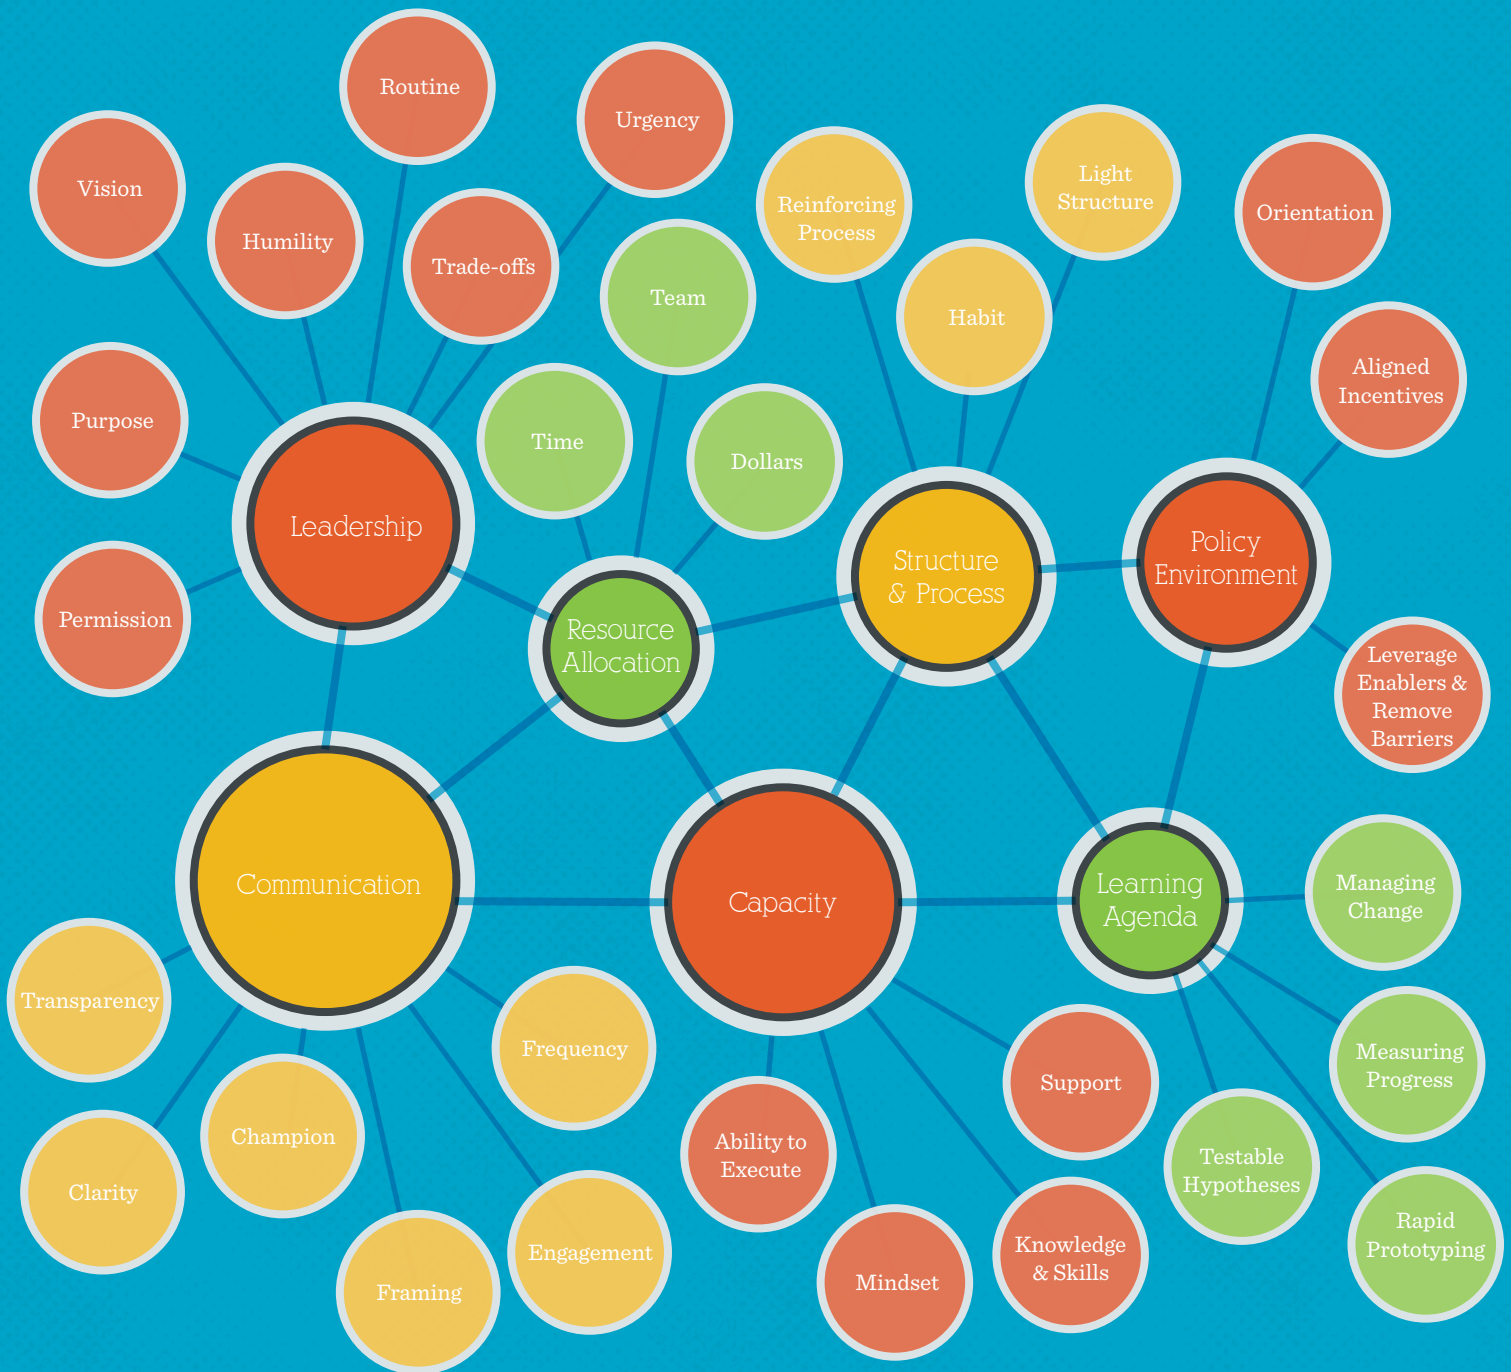 Routine
Urgency
Vision
Humility
Trade-offs
Purpose
Permission
Leadership
Team
Time
Dollars
Resource
Allocation
Reinforcing
Process
Light
Structure
Habit
Structure
& Process
Orientation
Aligned
Incentives
Policy
Environment
Leverage
Enablers &
Remove
Barriers
Communication
Transparency
Clarity
Champion
Framing
Engagement
Frequency
Capacity
Ability to
Execute
Mindset
Knowledge
& Skills
Support
Learning
Agenda
Managing
Change
Measuring
Progress
Testable
Hypotheses
Rapid
Prototyping